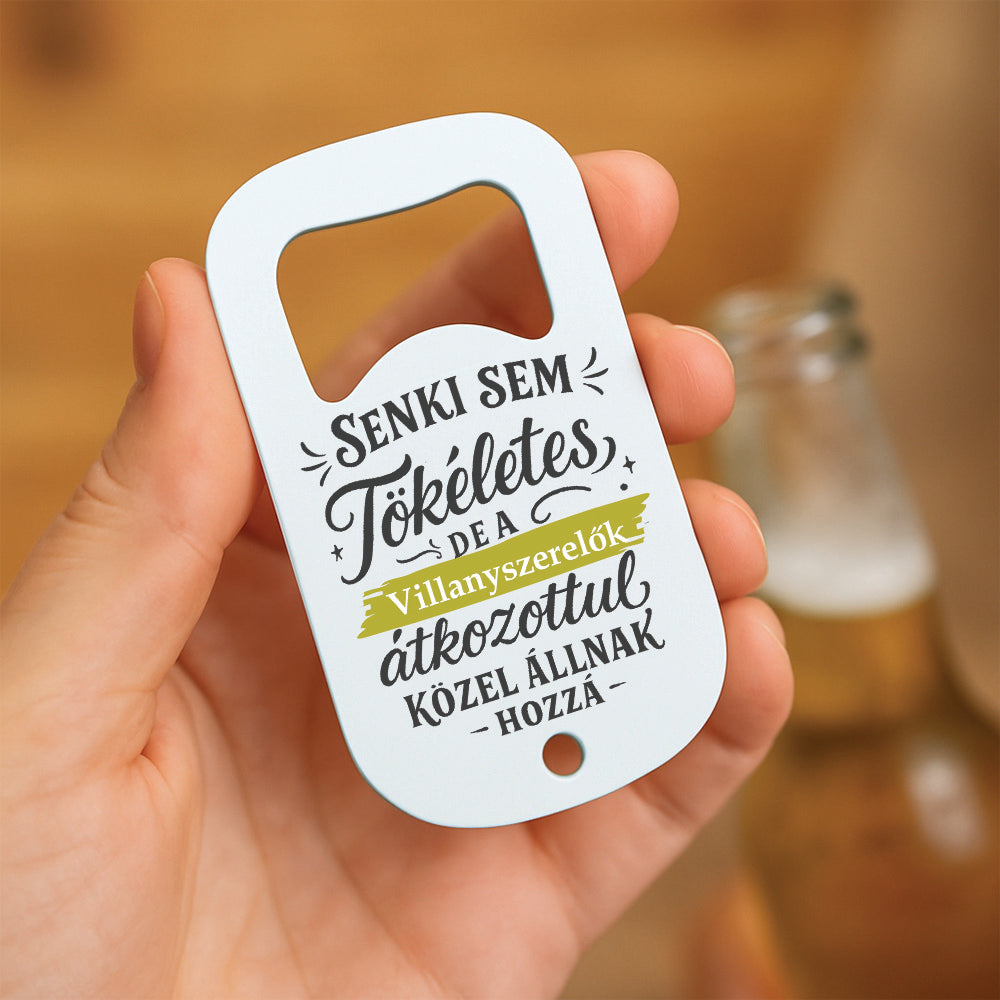 SENKI SEM
Tökéletes
DE A
Villanyszerelők
átkozottul
KÖZEL ÁLLNAK
- HOZZÁ -